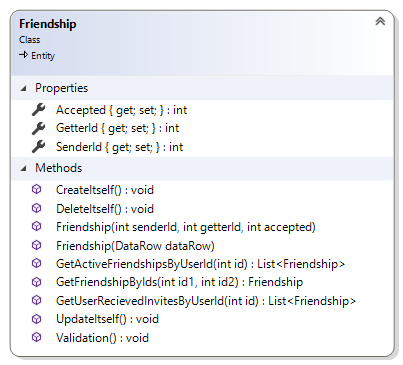 Friendship
Class
→ Entity
Properties
Accepted { get; set; } : int
GetterId { get; set; } : int
SenderId { get; set; } : int
Methods
CreateItself() : void
DeleteItself() : void
Friendship(int senderId, int getterId, int accepted)
Friendship(DataRow dataRow)
GetActiveFriendshipsByUserId(int id) : List<Friendship>
GetFriendshipByIds(int id1, int id2) : Friendship
GetUserRecievedInvitesByUserId(int id) : List<Friendship>
UpdateItself() : void
Validation() : void